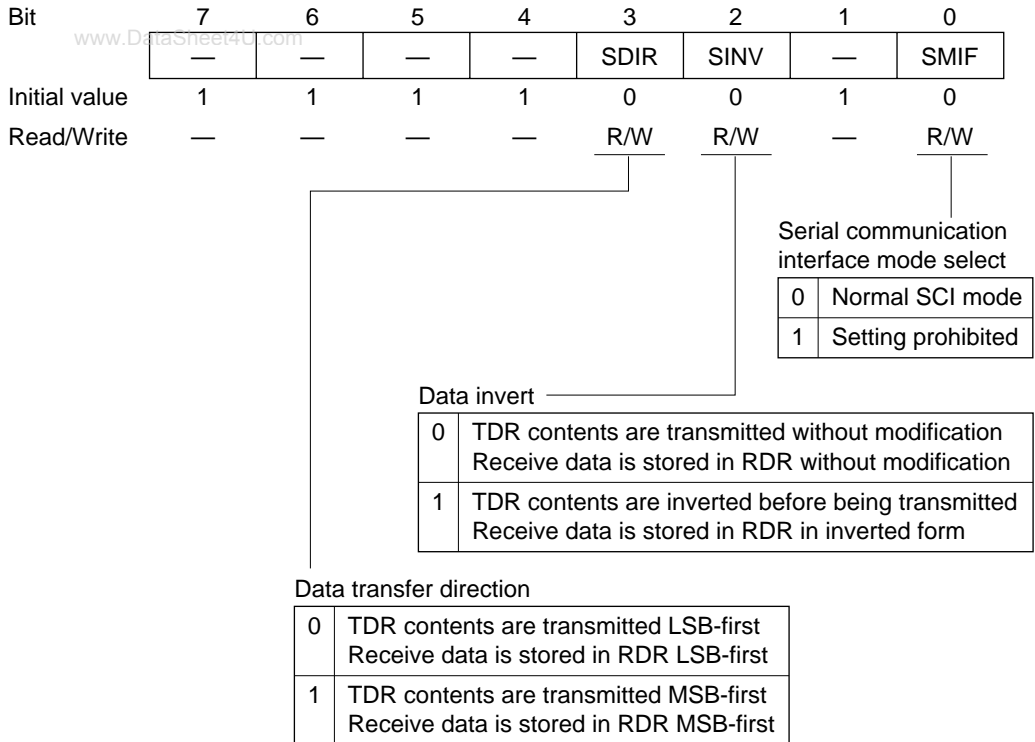 Bit 7 6 5 4 3 2 1 0
www.DataSheet4U.com
— — — — SDIR SINV — SMIF
Initial value 1 1 1 1 0 0 1 0
Read/Write — — — — R/W R/W — R/W
Serial communication
interface mode select
0 Normal SCI mode
1 Setting prohibited
Data invert
0 TDR contents are transmitted without modification
Receive data is stored in RDR without modification
1 TDR contents are inverted before being transmitted
Receive data is stored in RDR in inverted form
Data transfer direction
0 TDR contents are transmitted LSB-first
Receive data is stored in RDR LSB-first
1 TDR contents are transmitted MSB-first
Receive data is stored in RDR MSB-first